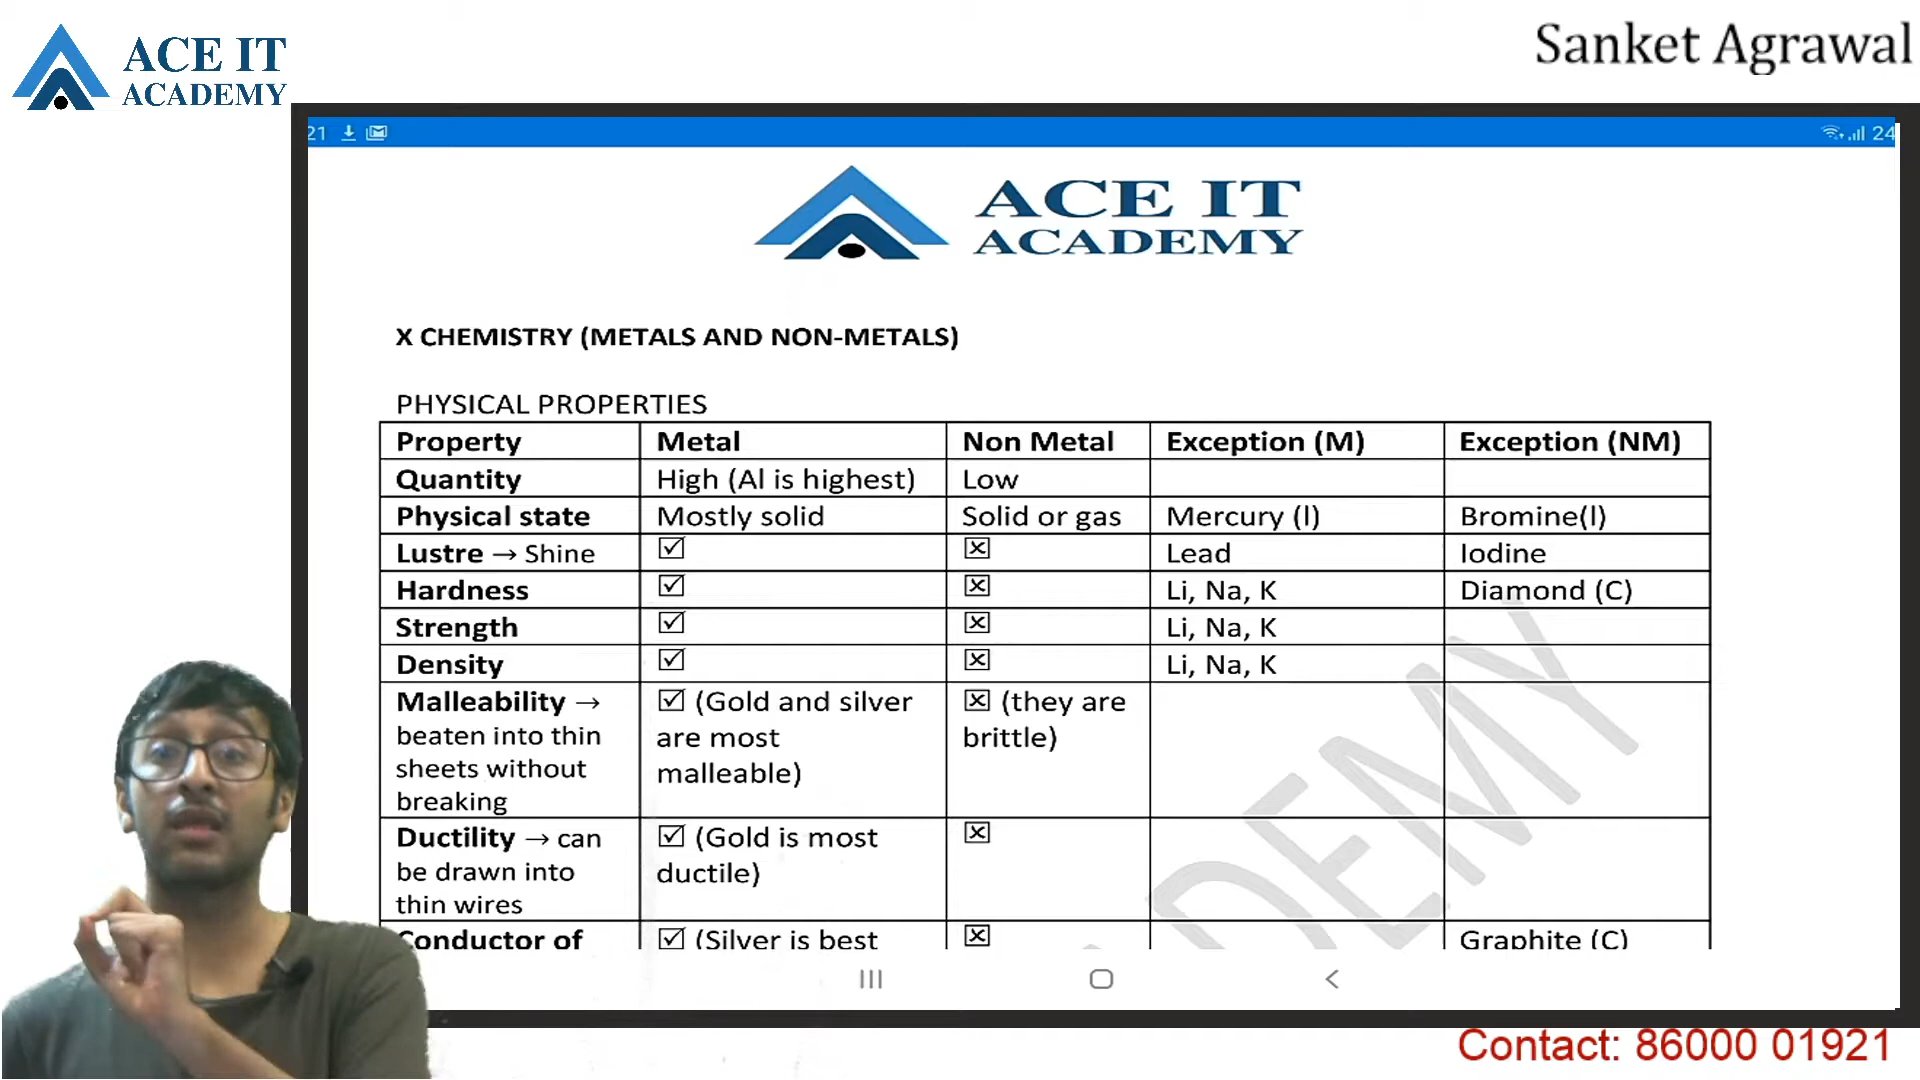 ACE IT
ACADEMY
Sanket Agrawal
21
24
ACE IT
ACADEMY
X CHEMISTRY (METALS AND NON-METALS)
PHYSICAL PROPERTIES
Property Metal Non Metal Exception (M) Exception (NM)
Quantity High (Al is highest) Low
Physical state Mostly solid Solid or gas Mercury (l) Bromine(l)
Lustre → Shine ☑ ☒ Lead Iodine
Hardness ☑ ☒ Li, Na, K Diamond (C)
Strength ☑ ☒ Li, Na, K
Density ☑ ☒ Li, Na, K
Malleability → ☑ (Gold and silver ☒ (they are
beaten into thin are most brittle)
sheets without malleable)
breaking
Ductility → can ☑ (Gold is most ☒
be drawn into ductile)
thin wires
Conductor of ☑ (Silver is best ☒ Graphite (C)
ADEMY
Contact: 86000 01921